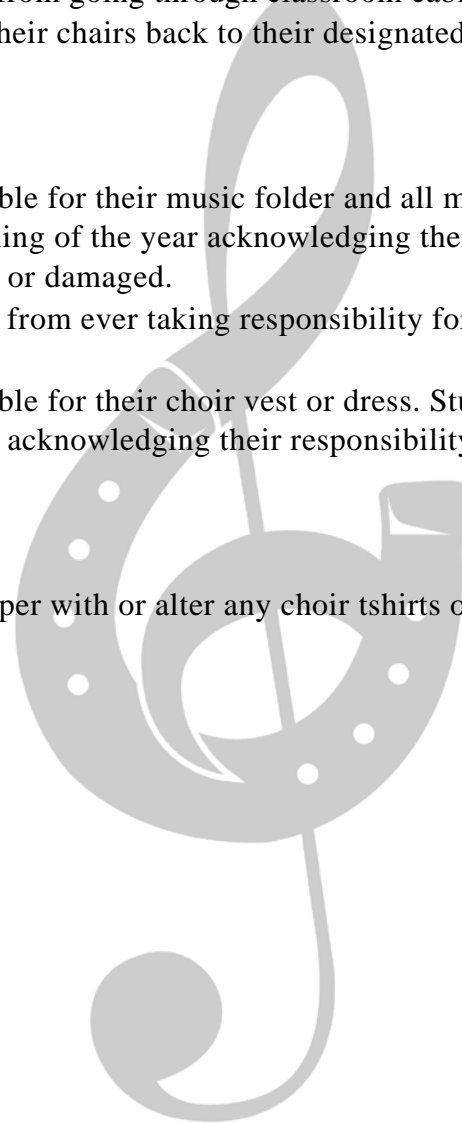 from going through classroom
heir chairs back to their designated
ble for their music folder and all m
ing of the year acknowledging thei
or damaged.
from ever taking responsibility for
ble for their choir vest or dress. Stu
acknowledging their responsibility
per with or alter any choir tshirts o